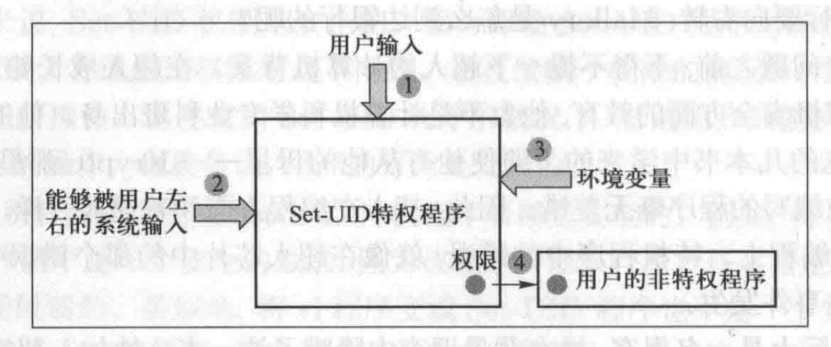 用户输入
1
2
3
能够被用户左
右的系统输入
环境变量
Set-UID特权程序
权限
4
用户的非特权程序